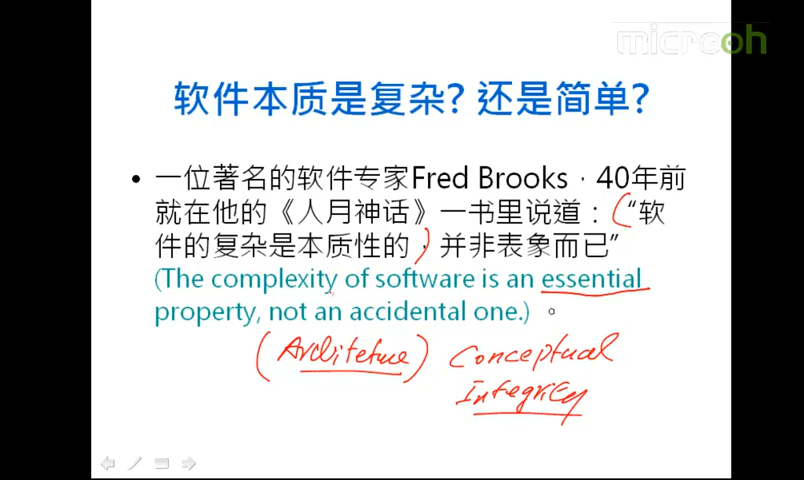 microoh
软件本质是复杂? 还是简单?
• 一位著名的软件专家Fred Brooks，40年前
就在他的《人月神话》一书里说道：(“软
件的复杂是本质性的，) 并非表象而已”
(The complexity of software is an essential
property, not an accidental one.) 。
(Architetue) Conceptual
Integrity